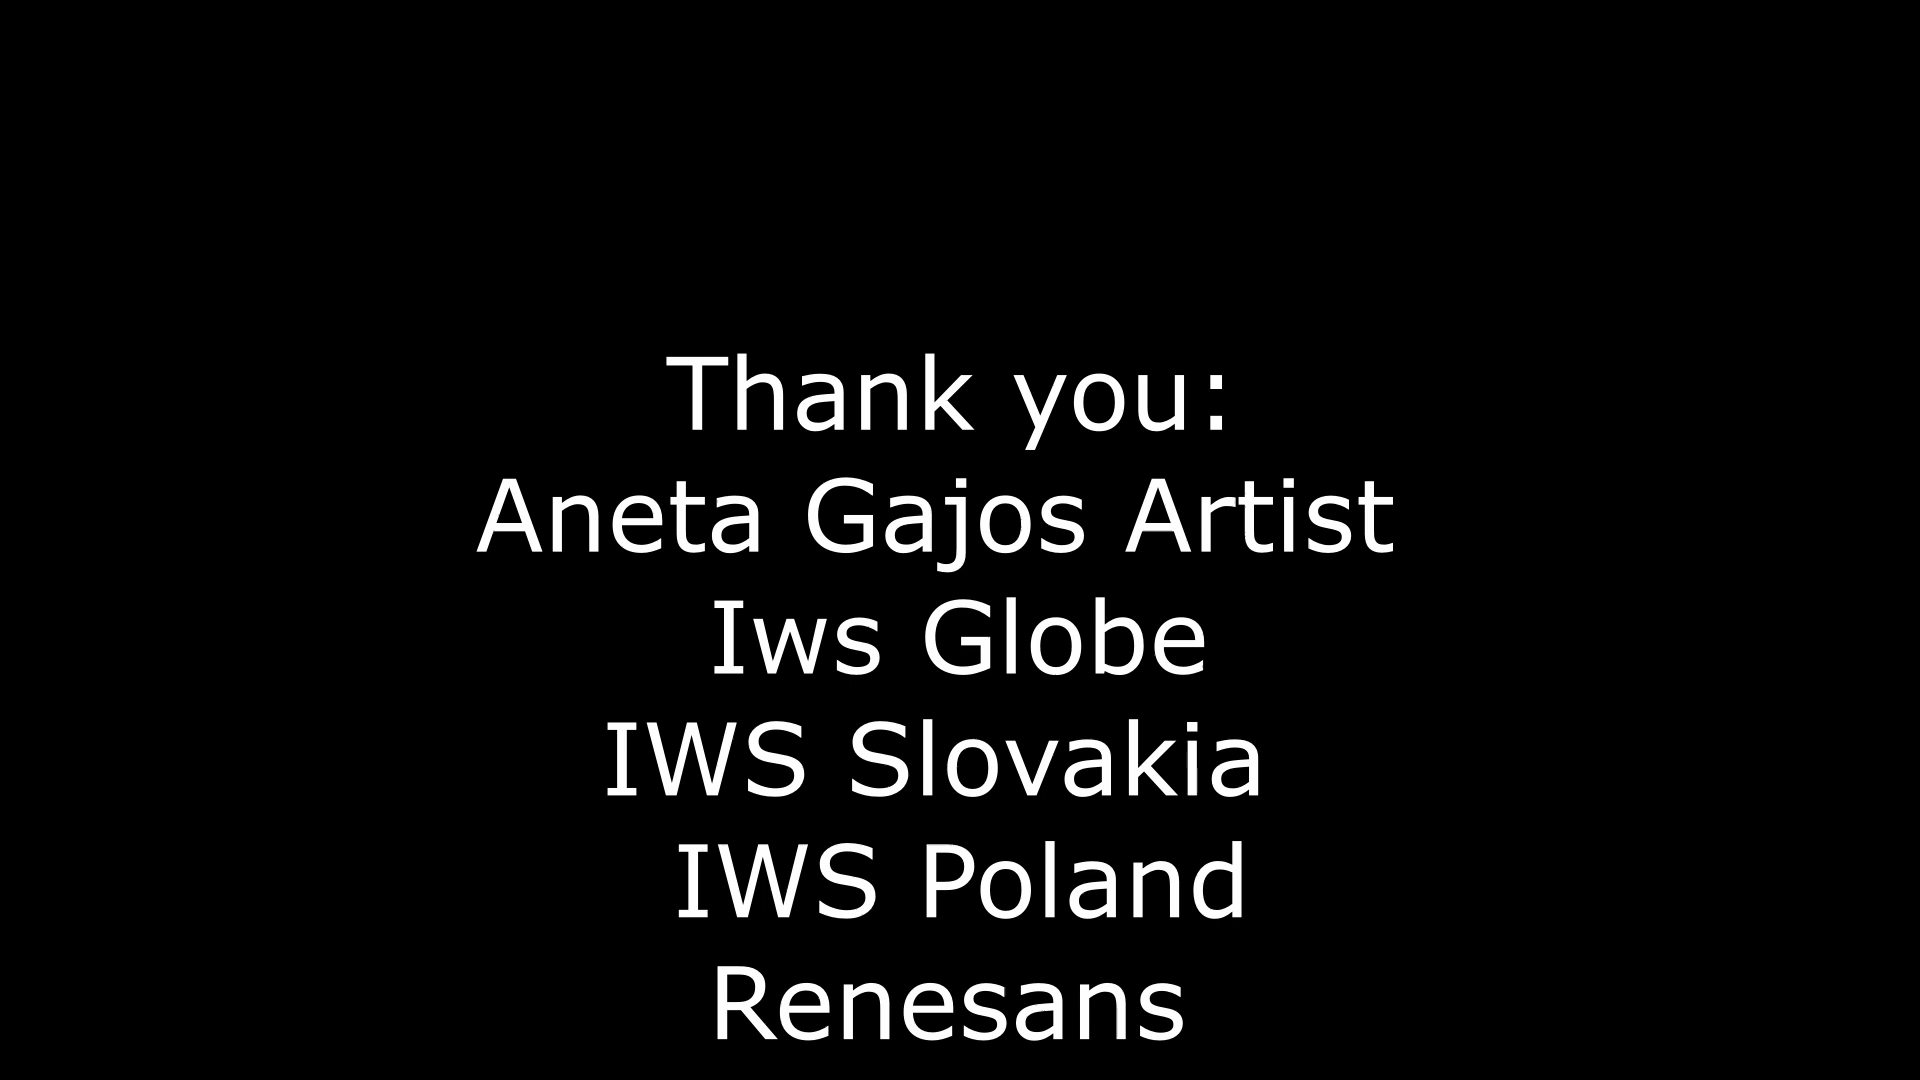 Thank you:
Aneta Gajos Artist
Iws Globe
IWS Slovakia
IWS Poland
Renesans